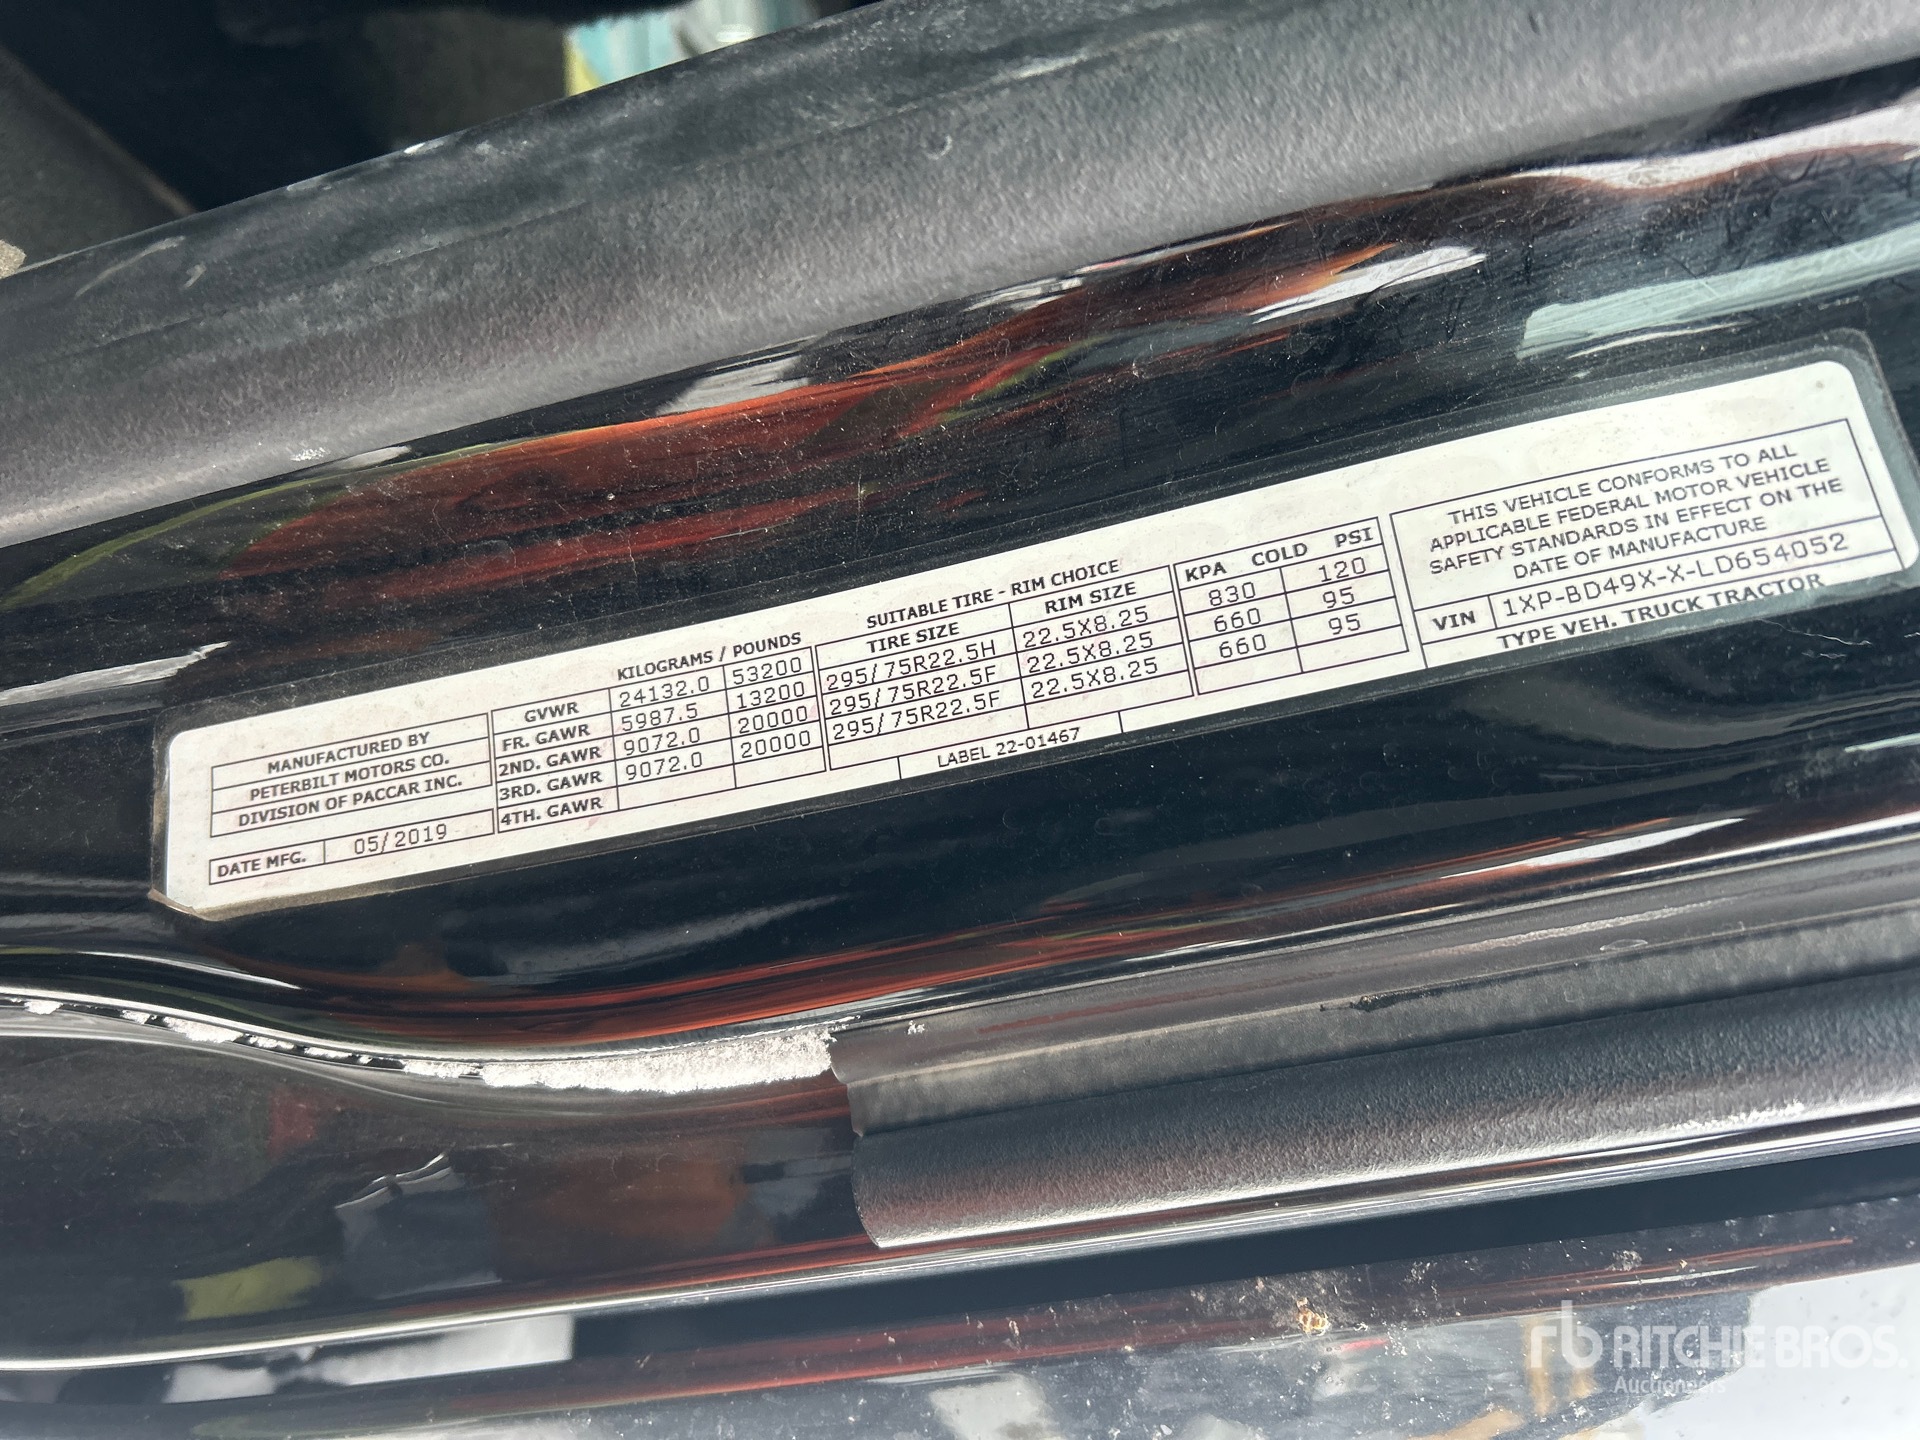 MANUFACTURED BY
PETERBILT MOTORS CO.
DIVISION OF PACCAR INC.
DATE MFG. 05/2019
KILOGRAMS / POUNDS
GVWR 24132.0 53200
FR. GAWR 5987.5 13200
2ND. GAWR 9072.0 20000
3RD. GAWR 9072.0 20000
4TH. GAWR
SUITABLE TIRE - RIM CHOICE
TIRE SIZE RIM SIZE
295/75R22.5H 22.5X8.25
295/75R22.5F 22.5X8.25
295/75R22.5F 22.5X8.25
KPA COLD PSI
830 120
660 95
660 95
LABEL 22-01467
THIS VEHICLE CONFORMS TO ALL
APPLICABLE FEDERAL MOTOR VEHICLE
SAFETY STANDARDS IN EFFECT ON THE
DATE OF MANUFACTURE
VIN 1XP-BD49X-X-LD654052
TYPE VEH. TRUCK TRACTOR
rb RITCHIE BROS.
Auctioneers